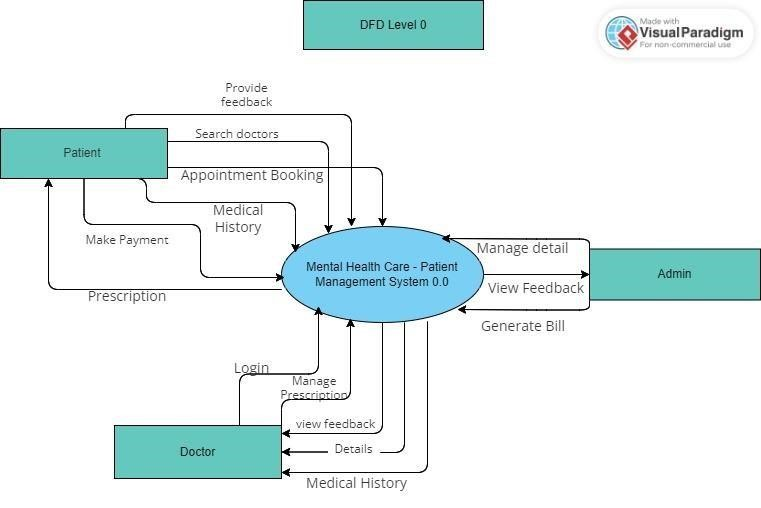 DFD Level 0
Made with
VisualParadigm
For non-commercial use
Provide
feedback
Search doctors
Patient
Appointment Booking
Medical
History
Make Payment
Prescription
Mental Health Care - Patient
Management System 0.0
Manage detail
Admin
View Feedback
Generate Bill
Login
Manage
Prescription
view feedback
Doctor
Details
Medical History